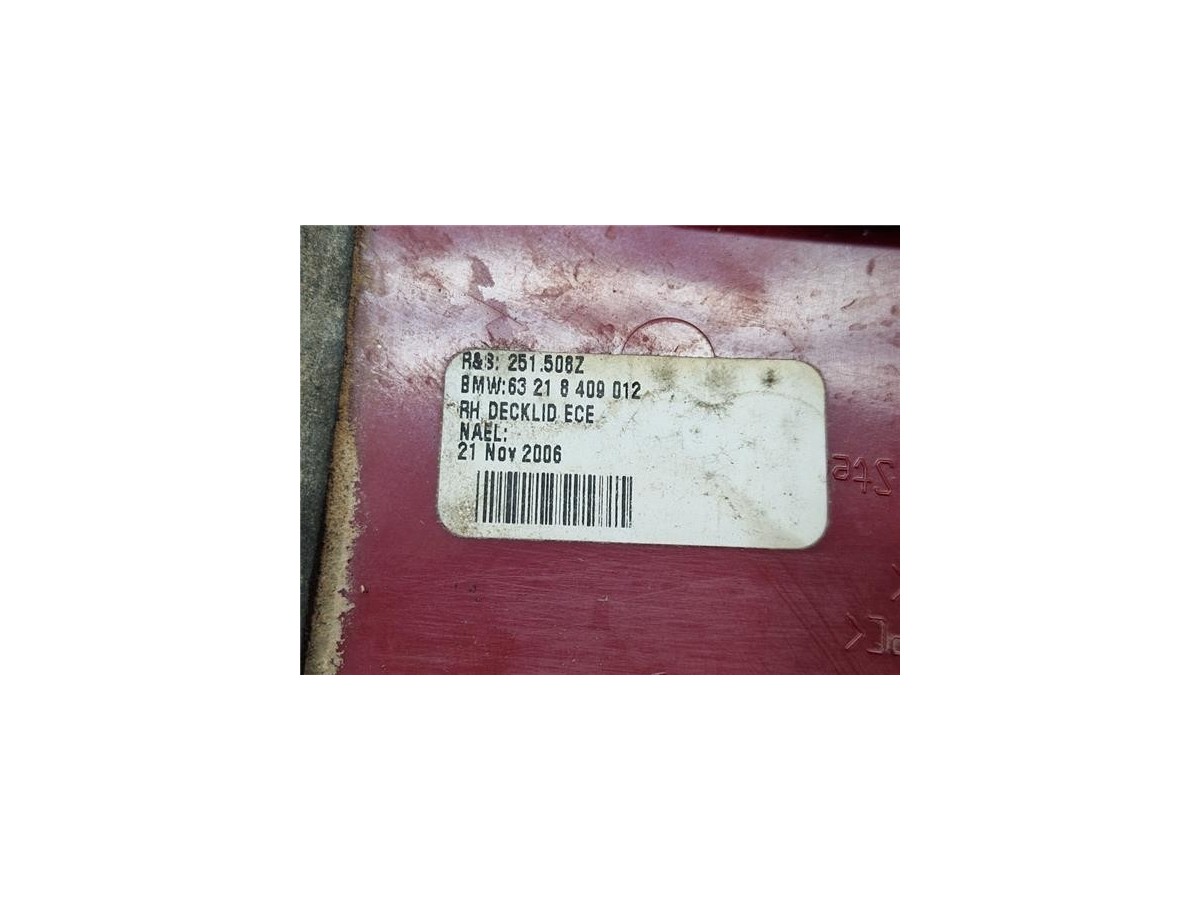 R&S: 251.508Z
BMW:63 21 8 409 012
RH DECKLID ECE
NAEL:
21 Nov 2006